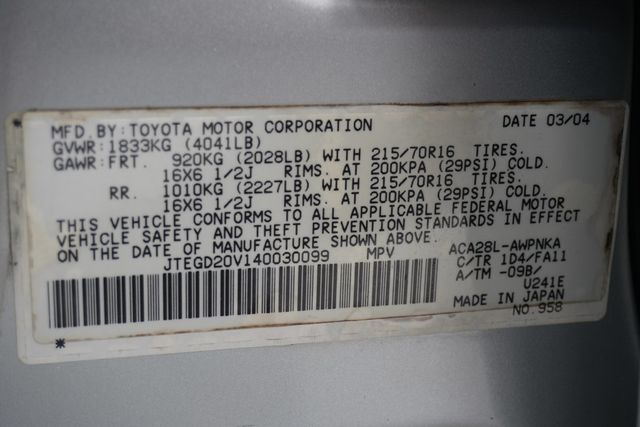 MFD. BY: TOYOTA MOTOR CORPORATION DATE 03/04
GVWR: 1833KG (4041LB)
GAWR: FRT. 920KG (2028LB) WITH 215/70R16 TIRES.
16X6 1/2J RIMS. AT 200KPA (29PSI) COLD.
RR. 1010KG (2227LB) WITH 215/70R16 TIRES.
16X6 1/2J RIMS. AT 200KPA (29PSI) COLD.
THIS VEHICLE CONFORMS TO ALL APPLICABLE FEDERAL MOTOR
VEHICLE SAFETY AND THEFT PREVENTION STANDARDS IN EFFECT
ON THE DATE OF MANUFACTURE SHOWN ABOVE.
JTEGD20V140030099 MPV
ACA28L-AWPNKA
C/TR 1D4/FA11
A/TM -09B/
U241E
MADE IN JAPAN
NO. 958
*